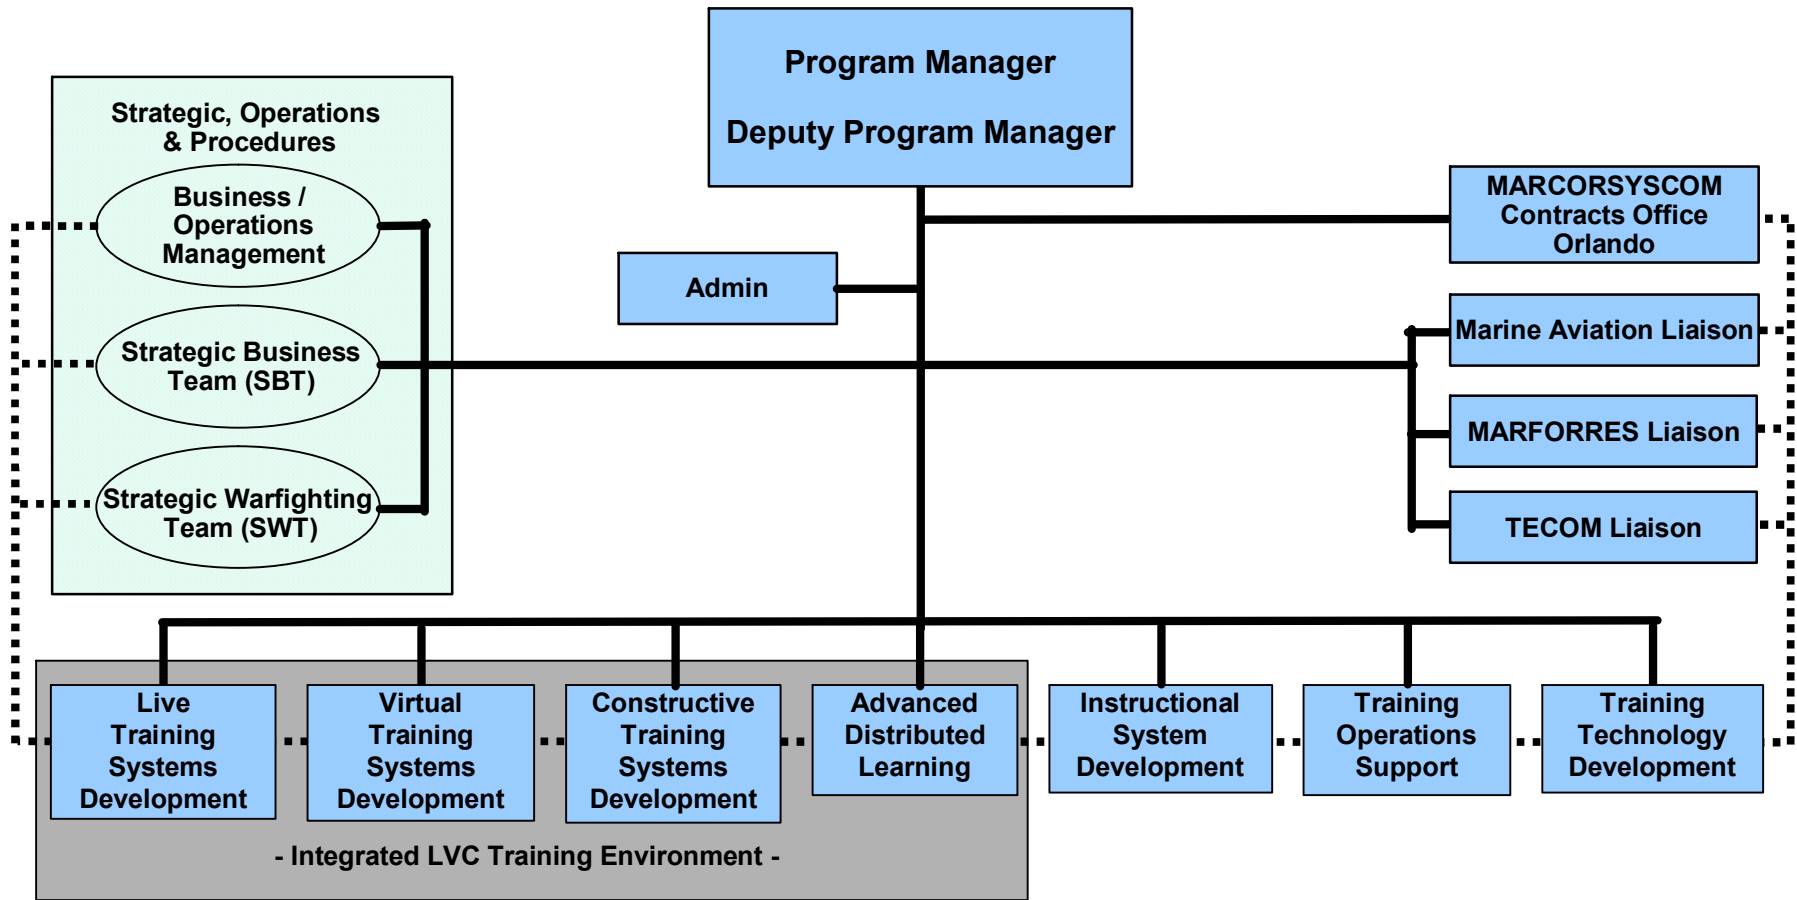 Program Manager
Deputy Program Manager
Strategic, Operations
& Procedures
Business /
Operations
Management
Strategic Business
Team (SBT)
Strategic Warfighting
Team (SWT)
Admin
MARCORSYSCOM
Contracts Office
Orlando
Marine Aviation Liaison
MARFORRES Liaison
TECOM Liaison
Live
Training
Systems
Development
Virtual
Training
Systems
Development
Constructive
Training
Systems
Development
Advanced
Distributed
Learning
Instructional
System
Development
Training
Operations
Support
Training
Technology
Development
- Integrated LVC Training Environment -